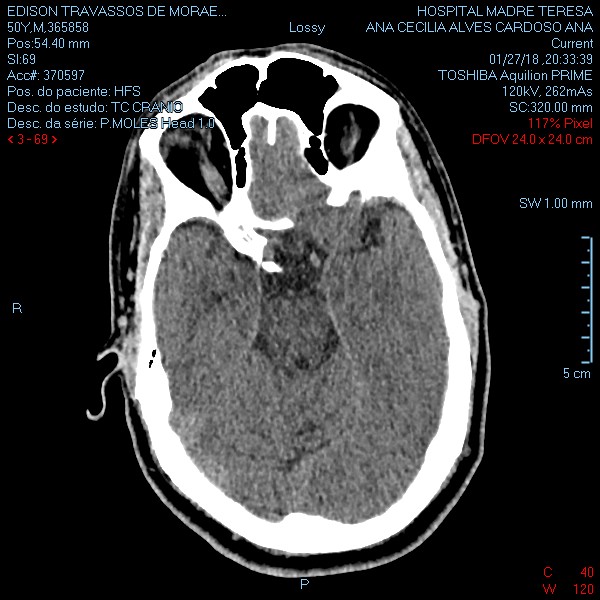 EDISON TRAVASSOS DE MORAE...
50Y,M,365858
Pos:54.40 mm
SI:69
Acc#: 370597
Pos. do paciente: HFS
Desc. do estudo: TC CRANIO
Desc. da série: P.MOLES Head 1.0
< 3 - 69 >
Lossy
HOSPITAL MADRE TERESA
ANA CECILIA ALVES CARDOSO ANA
Current
01/27/18 ,20:33:39
TOSHIBA Aquilion PRIME
120kV, 262mAs
SC:320.00 mm
117% Pixel
DFOV 24.0 x 24.0 cm
SW 1.00 mm
R
5 cm
P
C 40
W 120